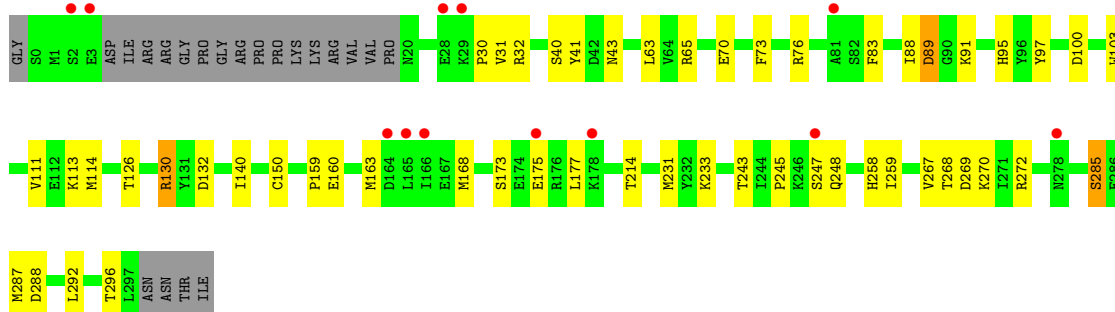 GLY S0 M1 S2 E3 ASP ILE ARG ARG GLY PRO PRO GLY ARG PRO PRO LYS LYS ARG VAL VAL PRO N20 E28 K29 P30 V31 R32 S40 Y41 D42 N43 L63 V64 R65 E70 F73 R76 A81 S82 F83 I88 D89 G90 K91 H95 Y96 Y97 D100 W103
V111 E112 K113 M114 T126 R130 Y131 D132 I140 C150 P159 E160 M163 D164 L165 I166 E167 M168 S173 E174 E175 R176 L177 K178 T214 M231 Y232 K233 T243 I244 P245 K246 S247 Q248 H258 I259 V267 T268 D269 K270 I271 R272 N278 S285 E286
M287 D288 L292 T296 L297 ASN ASN THR ILE